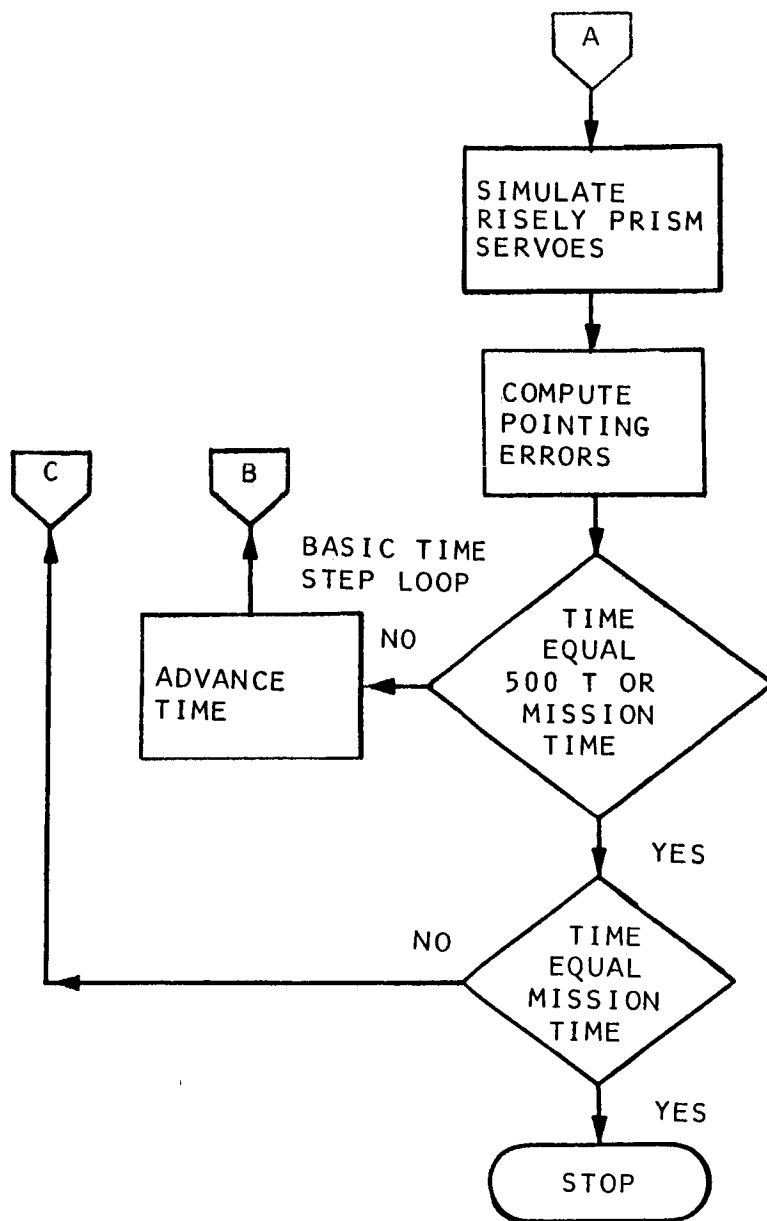 A
SIMULATE
RISELY PRISM
SERVOES
COMPUTE
POINTING
ERRORS
C
B
BASIC TIME
STEP LOOP
NO
ADVANCE
TIME
TIME
EQUAL
500 T OR
MISSION
TIME
YES
NO
TIME
EQUAL
MISSION
TIME
YES
STOP